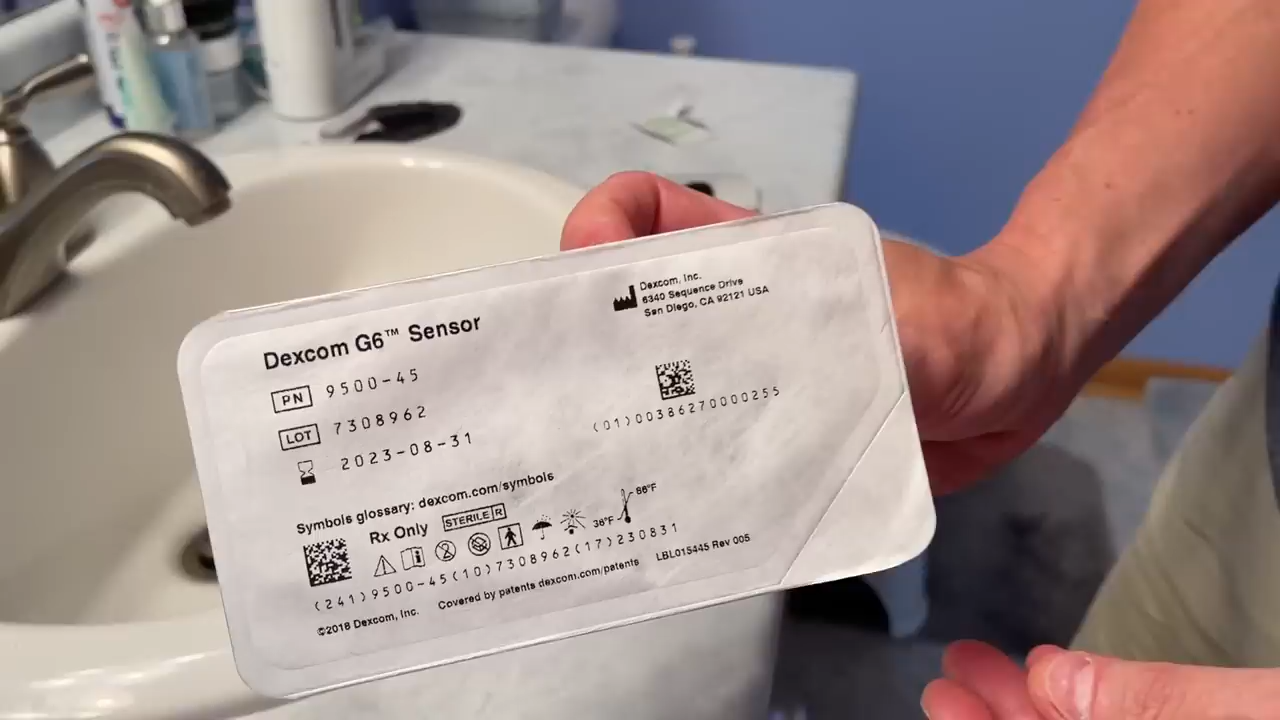 Dexcom, Inc.
6340 Sequence Drive
San Diego, CA 92121 USA
Dexcom G6™ Sensor
PN 9500-45
LOT 7308962
2023-08-31
(01)00386270000255
Symbols glossary: dexcom.com/symbols
Rx Only STERILE R
36°F 86°F
(241)9500-45(10)7308962(17)230831
©2018 Dexcom, Inc. Covered by patents dexcom.com/patents LBL015445 Rev 005